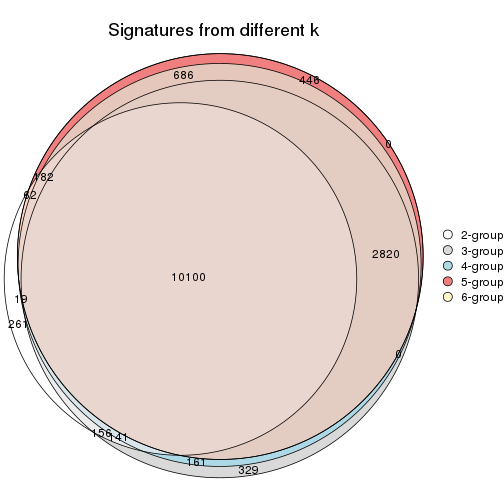 Signatures from different k
686
446
0
182
62
2820
10100
19
261
0
156
141
161
329
2-group
3-group
4-group
5-group
6-group